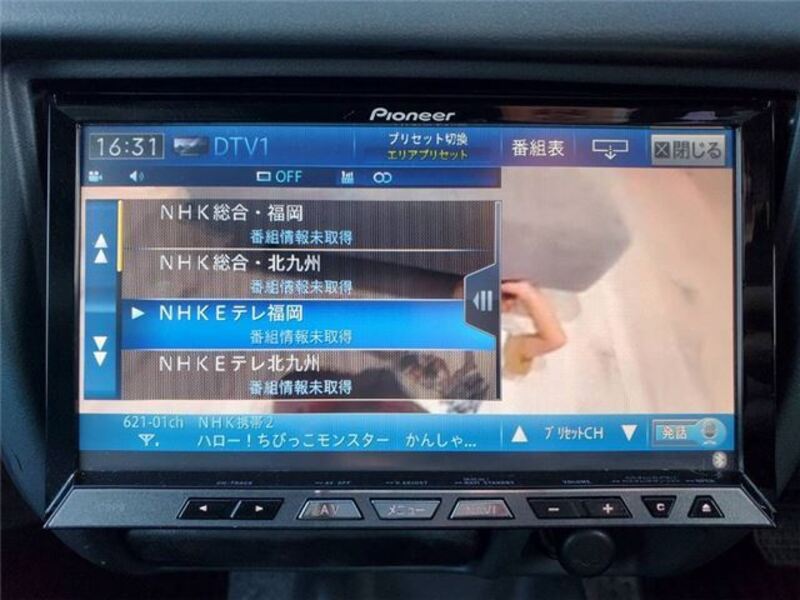 Pioneer
16:31 DTV1 プリセット切換 番組表 閉じる
エリアプリセット
OFF
NHK総合・福岡
番組情報未取得
NHK総合・北九州
番組情報未取得
NHKEテレ福岡
番組情報未取得
NHKEテレ北九州
番組情報未取得
621-01ch NHK携帯2
ハロー!ちびっこモンスター かんしゃ... プリセットCH 発話
AV メニュー NAVI
VOLUME